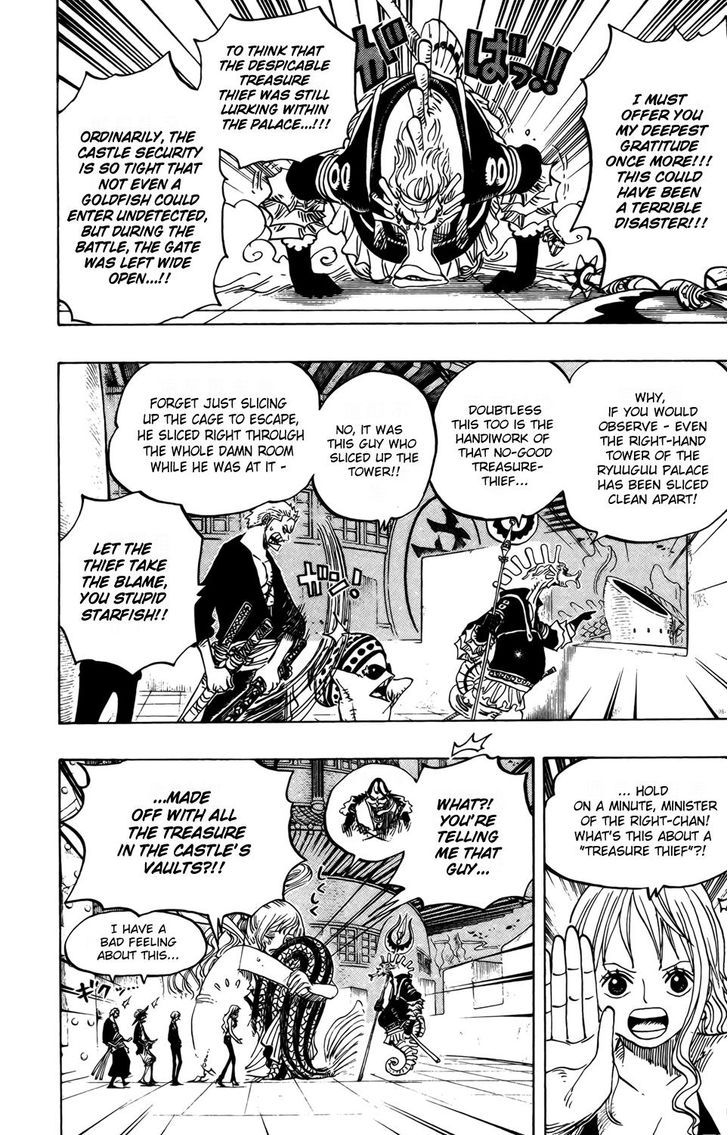 I MUST
OFFER YOU
MY DEEPEST
GRATITUDE
ONCE MORE!!!
THIS COULD
HAVE BEEN
A TERRIBLE
DISASTER!!!
がばっ!!
TO THINK THAT
THE DESPICABLE
TREASURE
THIEF WAS STILL
LURKING WITHIN
THE PALACE...!!!
ORDINARILY, THE
CASTLE SECURITY
IS SO TIGHT THAT
NOT EVEN A
GOLDFISH COULD
ENTER UNDETECTED,
BUT DURING THE
BATTLE, THE GATE
WAS LEFT WIDE
OPEN...!!
WHY,
IF YOU WOULD
OBSERVE - EVEN
THE RIGHT-HAND
TOWER OF THE
RYUUGUU PALACE
HAS BEEN SLICED
CLEAN APART!
DOUBTLESS
THIS TOO IS THE
HANDIWORK OF
THAT NO-GOOD
TREASURE-
THIEF...
NO, IT WAS
THIS GUY WHO
SLICED UP THE
TOWER!!
FORGET JUST SLICING
UP THE CAGE TO ESCAPE,
HE SLICED RIGHT THROUGH
THE WHOLE DAMN ROOM
WHILE HE WAS AT IT -
LET THE
THIEF TAKE
THE BLAME,
YOU STUPID
STARFISH!!
ガン!
... HOLD
ON A MINUTE, MINISTER
OF THE RIGHT-CHAN!
WHAT'S THIS ABOUT A
"TREASURE THIEF"?!
WHAT?!
YOU'RE
TELLING
ME THAT
GUY...
...MADE
OFF WITH ALL
THE TREASURE
IN THE CASTLE'S
VAULTS?!!
I HAVE A
BAD FEELING
ABOUT THIS...
ギク